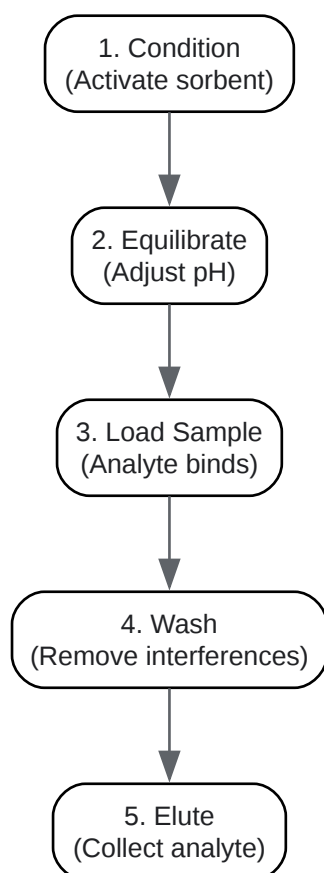 1. Condition
(Activate sorbent)
2. Equilibrate
(Adjust pH)
3. Load Sample
(Analyte binds)
4. Wash
(Remove interferences)
5. Elute
(Collect analyte)